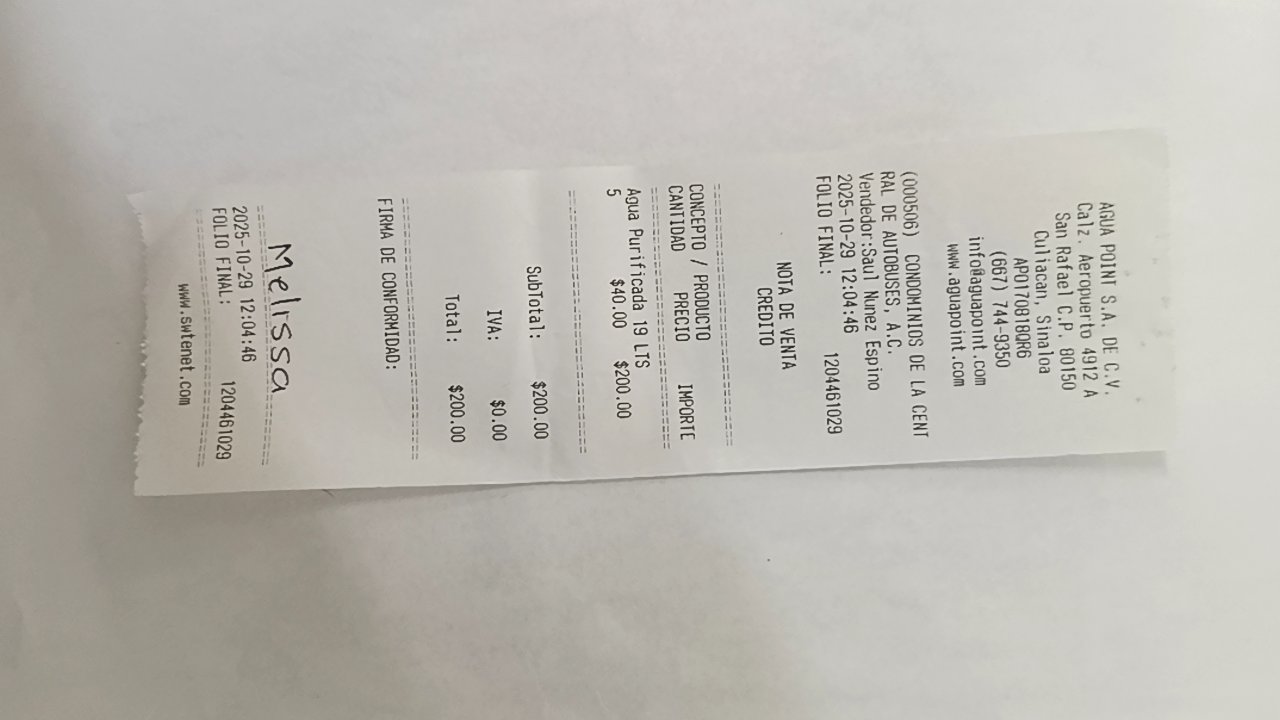 AGUA POINT S.A. DE C.V.
Calz. Aeropuerto 4912 A
San Rafael C.P. 80150
Culiacan, Sinaloa
APO170818QR6
(667) 744-9350
info@aguapoint.com
www.aguapoint.com
(000506) CONDOMINIOS DE LA CENT
RAL DE AUTOBUISES, A.C.
Vendedor:Saul Nunez Espino
2025-10-29 12:04:46
FOLIO FINAL: 1204461029
NOTA DE VENTA
CREDITO
CONCEPTO / PRODUCTO
CANTIDAD PRECIO IMPORTE
Agua Purificada 19 LTS
5 $40.00 $200.00
SubTotal: $200.00
IVA: $0.00
Total: $200.00
FIRMA DE CONFORMIDAD:
Melissa
2025-10-29 12:04:46
FOLIO FINAL: 1204461029
www.swtenet.com